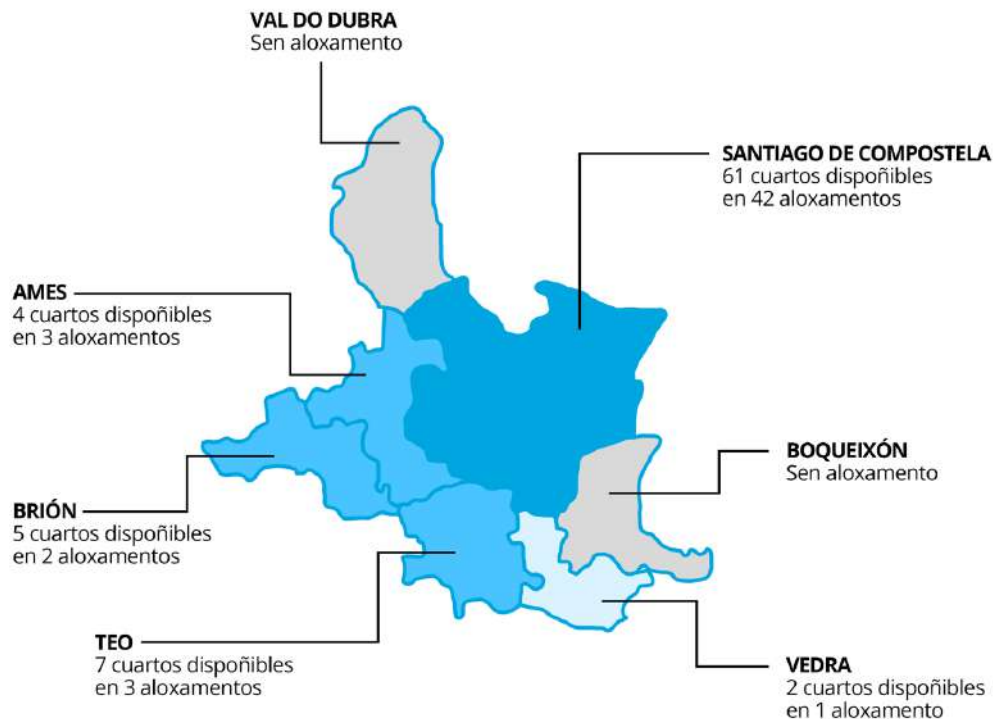 VAL DO DUBRA
Sen aloxamento
SANTIAGO DE COMPOSTELA
61 cuartos dispoñibles
en 42 aloxamentos
AMES
4 cuartos dispoñibles
en 3 aloxamentos
BOQUEIXÓN
Sen aloxamento
BRIÓN
5 cuartos dispoñibles
en 2 aloxamentos
TEO
7 cuartos dispoñibles
en 3 aloxamentos
VEDRA
2 cuartos dispoñibles
en 1 aloxamento